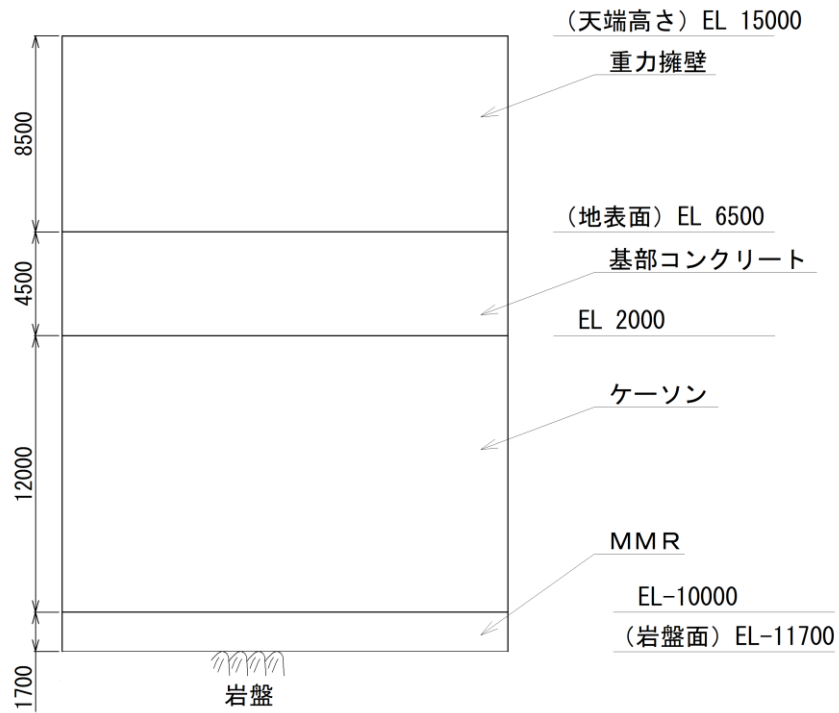 （天端高さ）EL 15000
重力擁壁
8500
（地表面）EL 6500
基部コンクリート
4500
EL 2000
ケーソン
12000
ＭＭＲ
EL-10000
（岩盤面）EL-11700
1700
岩盤